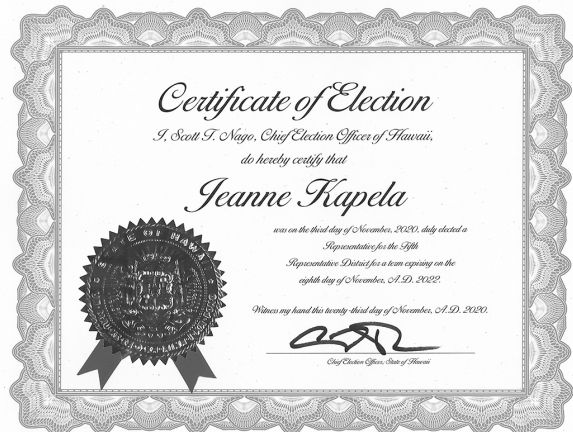 Certificate of Election
I, Scott T. Nago, Chief Election Officer of Hawaii,
do hereby certify that
Jeanne Kapela
was on the third day of November, 2020, duly elected a
Representative for the Fifth
Representative District for a term expiring on the
eighth day of November, A.D. 2022.
Witness my hand this twenty-third day of November, A.D. 2020.
Chief Election Officer, State of Hawaii
STATE OF HAWAII